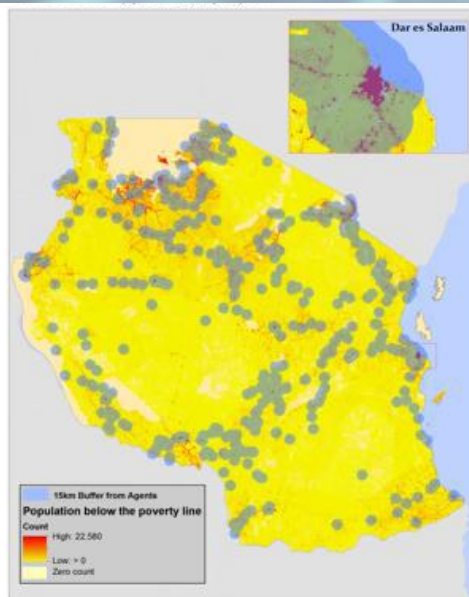 Dar es Salaam
15km Buffer from Agents
Population below the poverty line
Count
High: 22.580
Low: > 0
Zero count